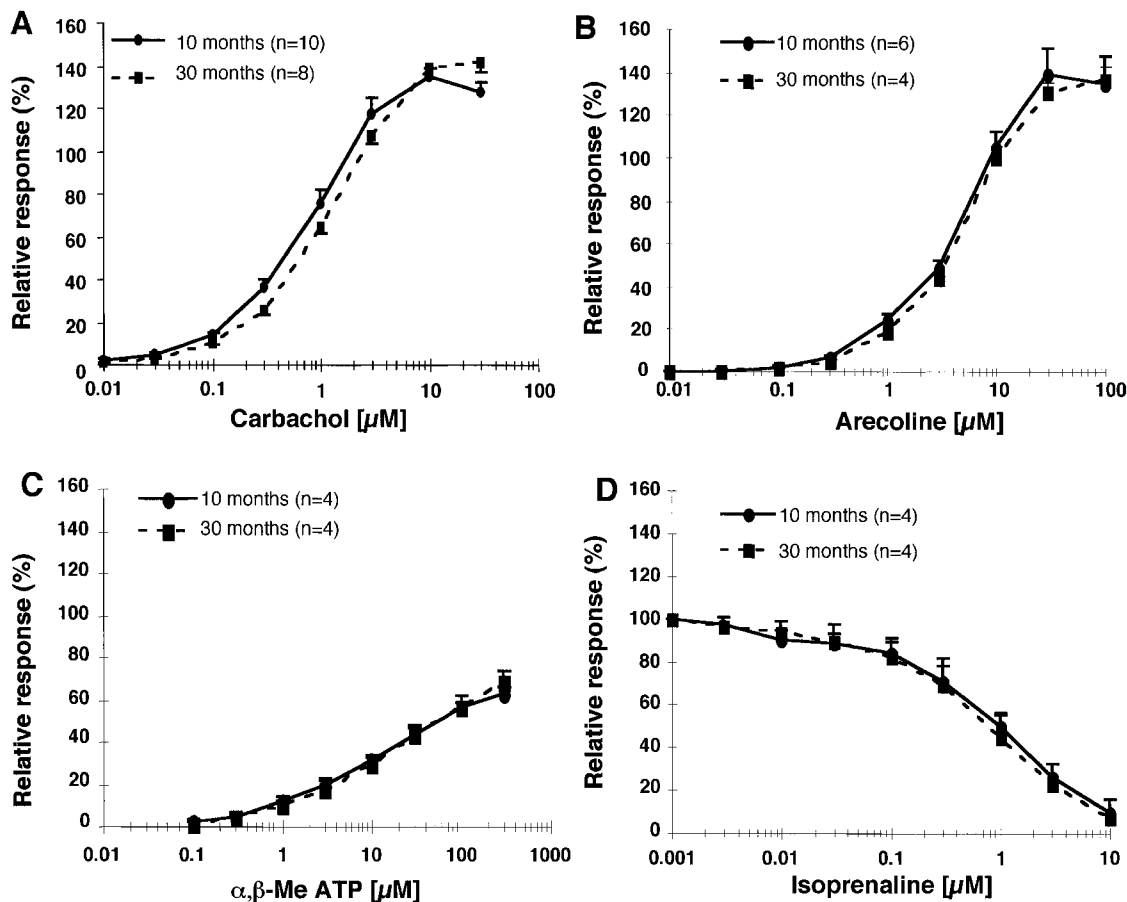 A
160
140
120
100
80
60
40
20
0
Relative response (%)
10 months (n=10)
30 months (n=8)
0.01 0.1 1 10 100
Carbachol [µM]
B
160
140
120
100
80
60
40
20
0
Relative response (%)
10 months (n=6)
30 months (n=4)
0.01 0.1 1 10 100
Arecoline [µM]
C
160
140
120
100
80
60
40
20
0
Relative response (%)
10 months (n=4)
30 months (n=4)
0.01 0.1 1 10 100 1000
α,β-Me ATP [µM]
D
160
140
120
100
80
60
40
20
0
Relative response (%)
10 months (n=4)
30 months (n=4)
0.001 0.01 0.1 1 10
Isoprenaline [µM]